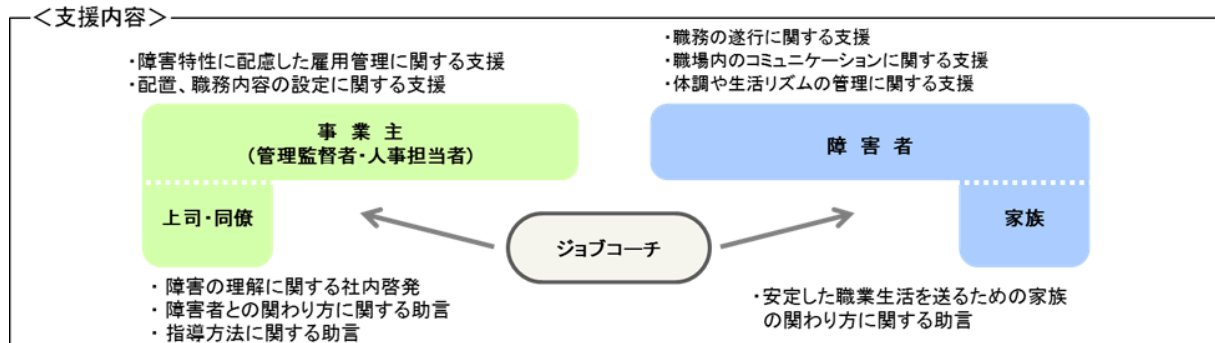 ＜支援内容＞
・障害特性に配慮した雇用管理に関する支援
・配置、職務内容の設定に関する支援
事 業 主
(管理監督者・人事担当者)
上司・同僚
・ 障害の理解に関する社内啓発
・ 障害者との関わり方に関する助言
・ 指導方法に関する助言
ジョブコーチ
・職務の遂行に関する支援
・職場内のコミュニケーションに関する支援
・体調や生活リズムの管理に関する支援
障 害 者
家族
・安定した職業生活を送るための家族
の関わり方に関する助言